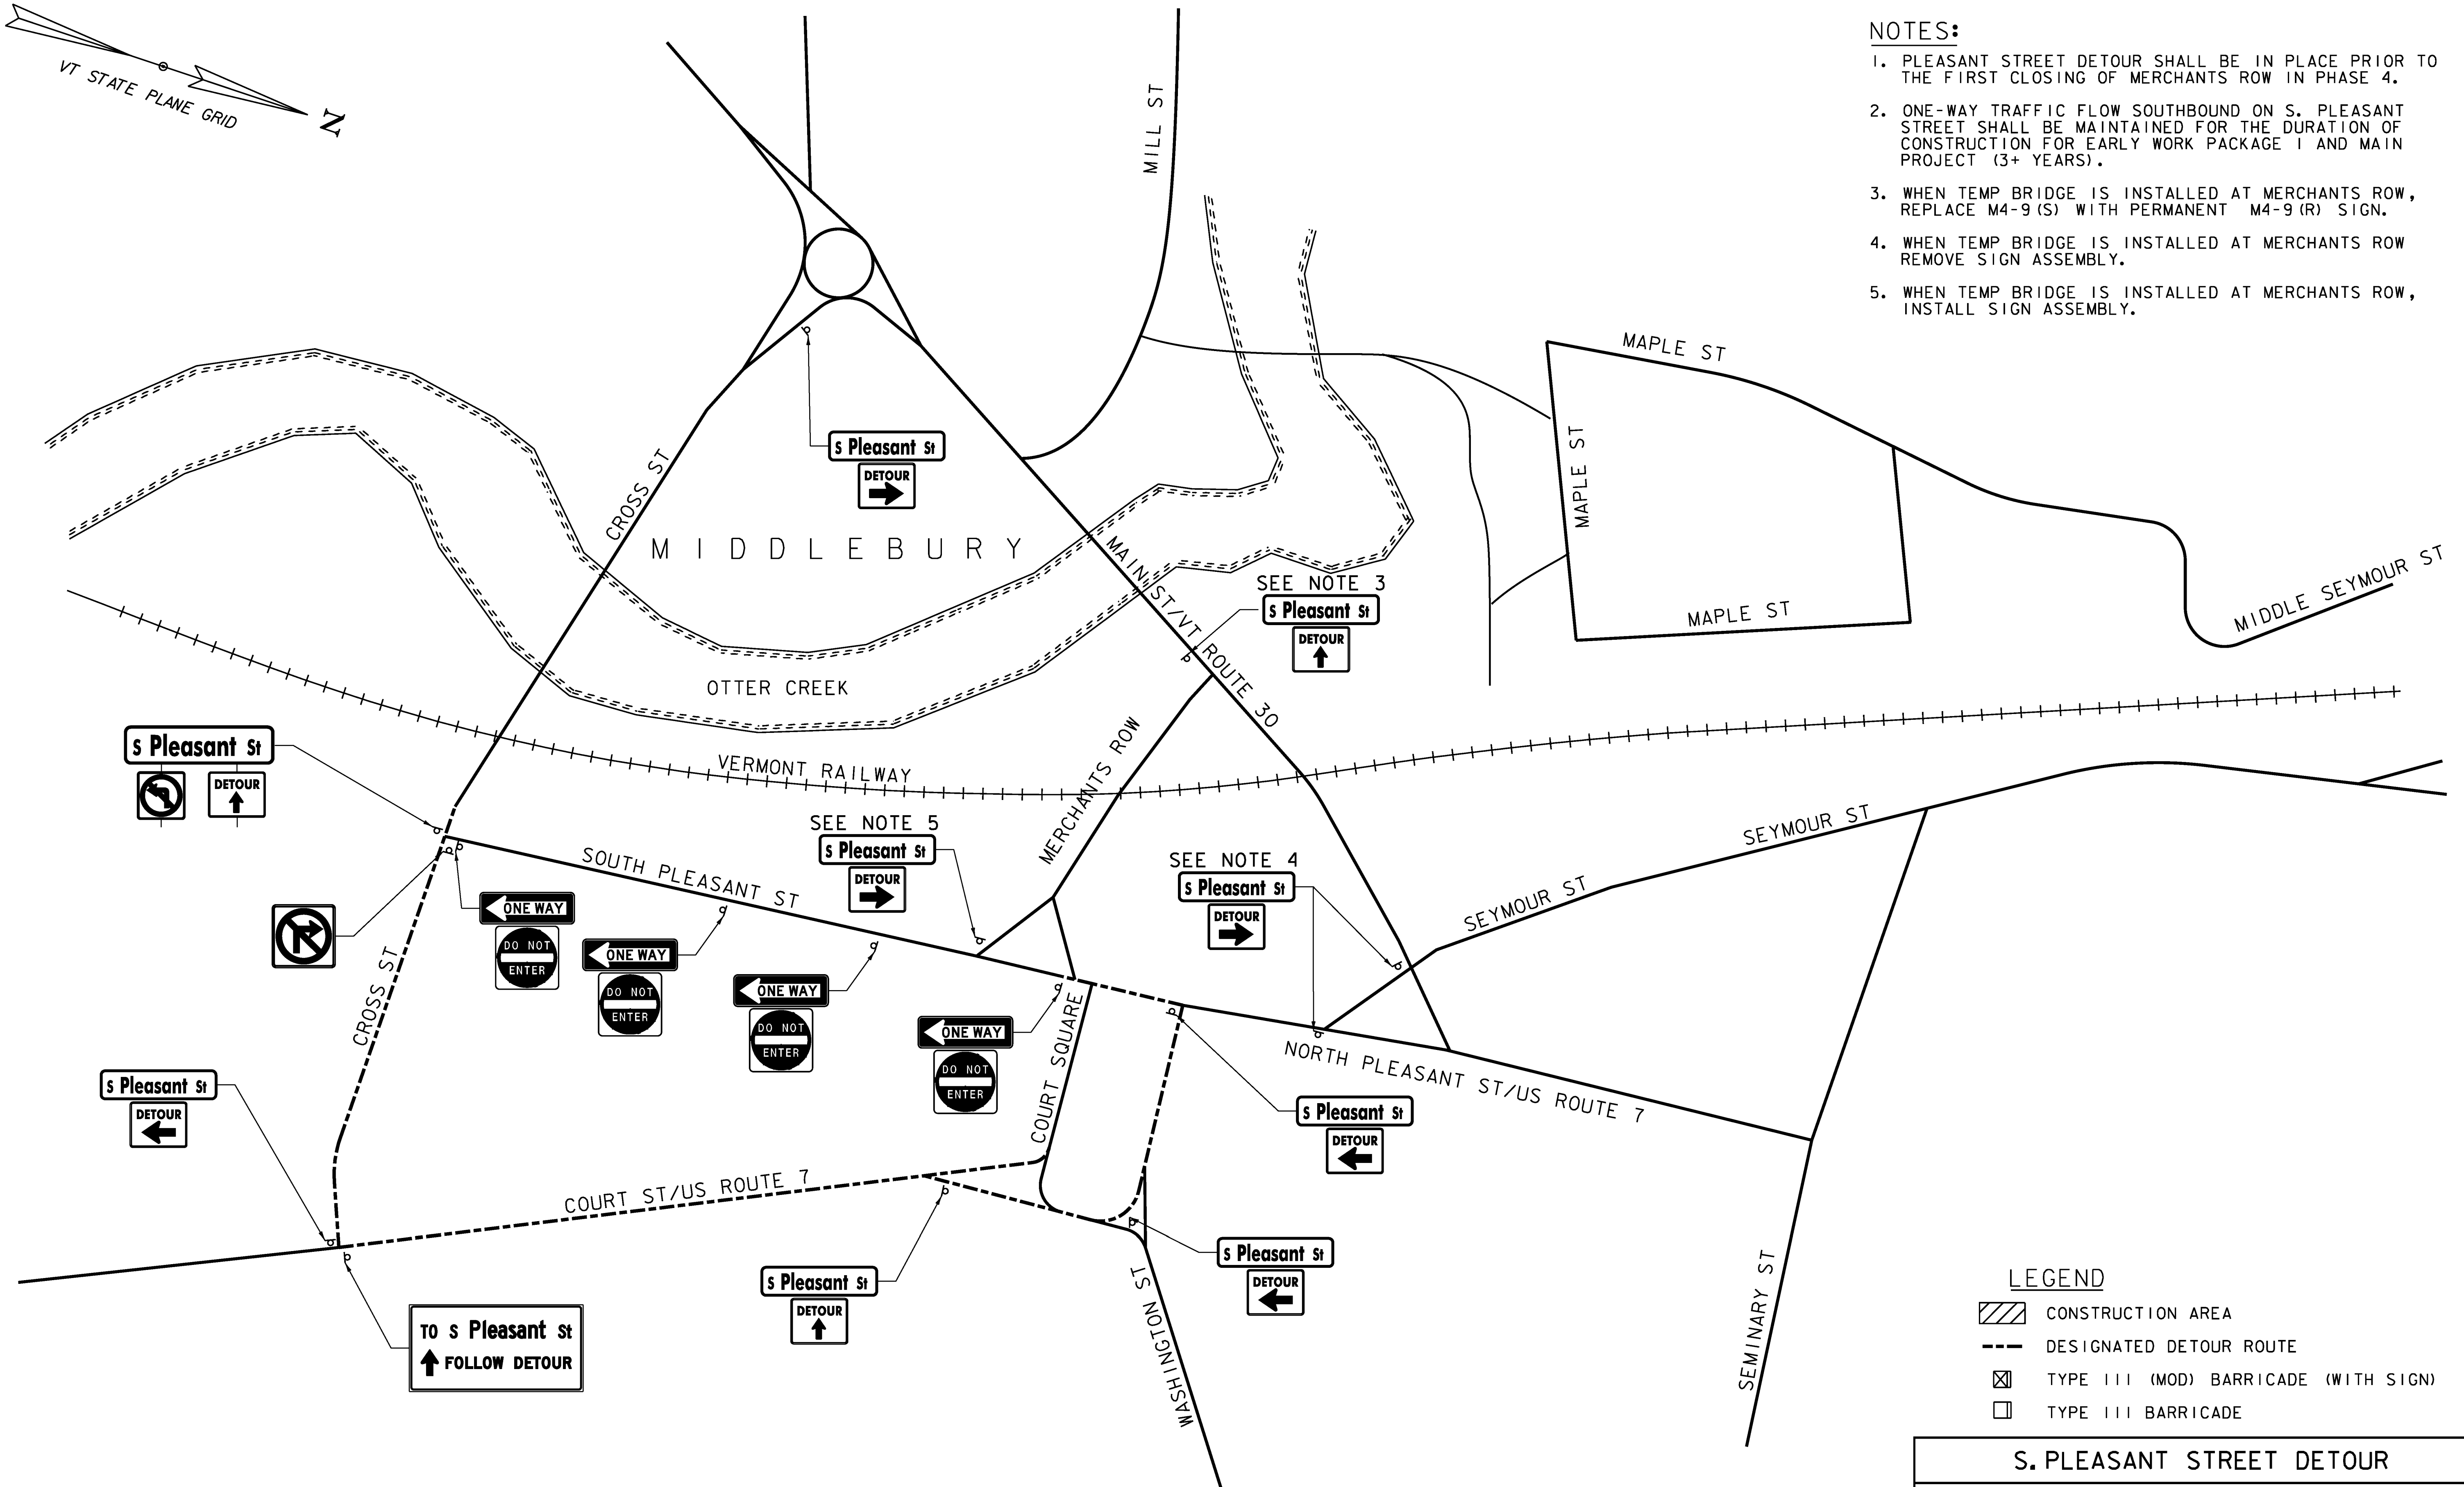 VT STATE PLANE GRID
N
NOTES:
1. PLEASANT STREET DETOUR SHALL BE IN PLACE PRIOR TO
THE FIRST CLOSING OF MERCHANTS ROW IN PHASE 4.
2. ONE-WAY TRAFFIC FLOW SOUTHBOUND ON S. PLEASANT
STREET SHALL BE MAINTAINED FOR THE DURATION OF
CONSTRUCTION FOR EARLY WORK PACKAGE 1 AND MAIN
PROJECT (3+ YEARS).
3. WHEN TEMP BRIDGE IS INSTALLED AT MERCHANTS ROW,
REPLACE M4-9(S) WITH PERMANENT M4-9(R) SIGN.
4. WHEN TEMP BRIDGE IS INSTALLED AT MERCHANTS ROW
REMOVE SIGN ASSEMBLY.
5. WHEN TEMP BRIDGE IS INSTALLED AT MERCHANTS ROW,
INSTALL SIGN ASSEMBLY.
MILL ST
MAPLE ST
MAPLE ST
MAPLE ST
MIDDLE SEYMOUR ST
S Pleasant St
DETOUR
CROSS ST
MIDDLEBURY
MAIN ST/VT ROUTE 30
SEE NOTE 3
S Pleasant St
DETOUR
OTTER CREEK
VERMONT RAILWAY
MERCHANTS ROW
S Pleasant St
DETOUR
SOUTH PLEASANT ST
SEE NOTE 5
S Pleasant St
DETOUR
SEE NOTE 4
S Pleasant St
DETOUR
SEYMOUR ST
SEYMOUR ST
ONE WAY
DO NOT
ENTER
ONE WAY
DO NOT
ENTER
ONE WAY
DO NOT
ENTER
ONE WAY
DO NOT
ENTER
CROSS ST
COURT SQUARE
NORTH PLEASANT ST/US ROUTE 7
S Pleasant St
DETOUR
S Pleasant St
DETOUR
COURT ST/US ROUTE 7
S Pleasant St
DETOUR
S Pleasant St
DETOUR
TO S Pleasant St
FOLLOW DETOUR
WASHINGTON ST
SEMINARY ST
LEGEND
CONSTRUCTION AREA
DESIGNATED DETOUR ROUTE
TYPE III (MOD) BARRICADE (WITH SIGN)
TYPE III BARRICADE
S. PLEASANT STREET DETOUR